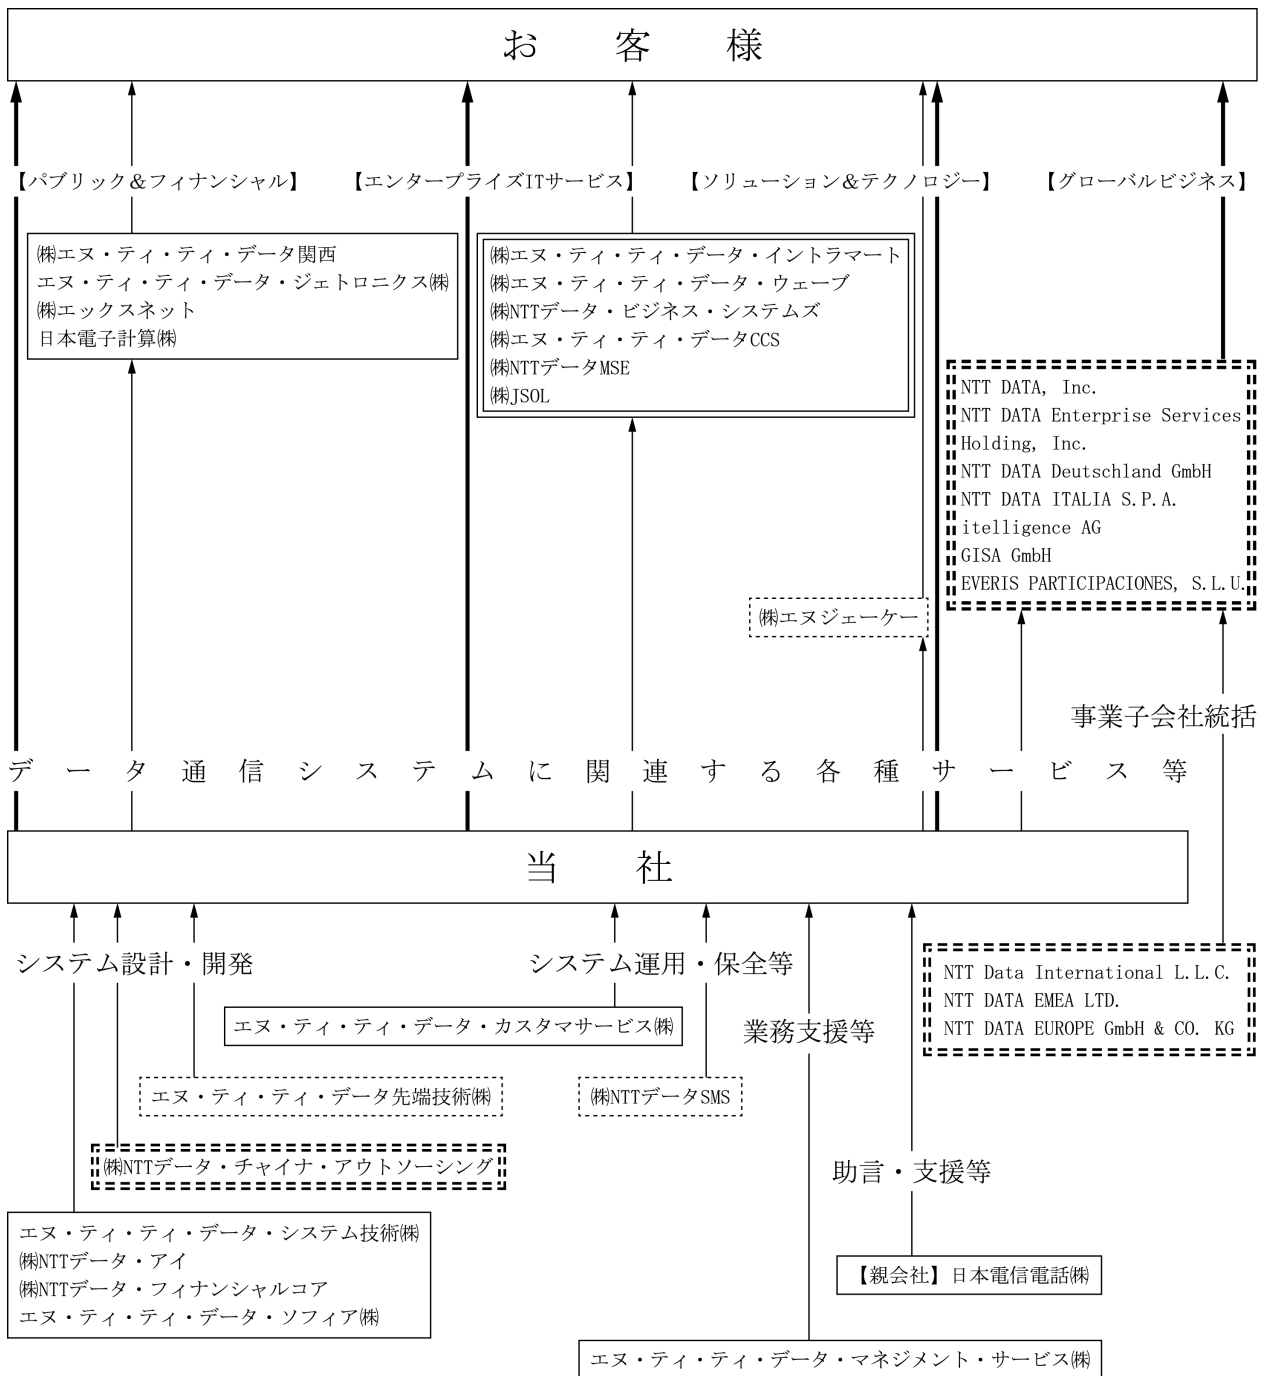 お客様
【パブリック&フィナンシャル】
【エンタープライズITサービス】
【ソリューション&テクノロジー】
【グローバルビジネス】
㈱エヌ・ティ・ティ・データ関西
エヌ・ティ・ティ・データ・ジェトロニクス㈱
㈱エックスネット
日本電子計算㈱
㈱エヌ・ティ・ティ・データ・イントラマート
㈱エヌ・ティ・ティ・データ・ウェーブ
㈱NTTデータ・ビジネス・システムズ
㈱エヌ・ティ・ティ・データCCS
㈱NTTデータMSE
㈱JSOL
NTT DATA, Inc.
NTT DATA Enterprise Services
Holding, Inc.
NTT DATA Deutschland GmbH
NTT DATA ITALIA S.P.A.
itelligence AG
GISA GmbH
EVERIS PARTICIPACIONES, S.L.U.
㈱エヌジェーケー
事業子会社統括
データ通信システムに関連する各種サービス等
当社
システム設計・開発
システム運用・保全等
NTT Data International L.L.C.
NTT DATA EMEA LTD.
NTT DATA EUROPE GmbH & CO. KG
エヌ・ティ・ティ・データ・カスタマサービス㈱
業務支援等
エヌ・ティ・ティ・データ先端技術㈱
㈱NTTデータSMS
㈱NTTデータ・チャイナ・アウトソーシング
助言・支援等
エヌ・ティ・ティ・データ・システム技術㈱
㈱NTTデータ・アイ
㈱NTTデータ・フィナンシャルコア
エヌ・ティ・ティ・データ・ソフィア㈱
【親会社】日本電信電話㈱
エヌ・ティ・ティ・データ・マネジメント・サービス㈱